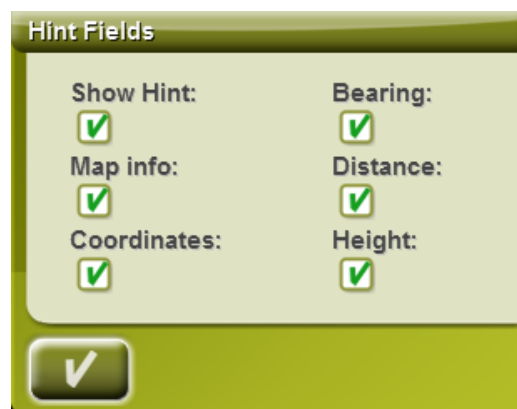 Hint Fields
Show Hint:
Bearing:
Map info:
Distance:
Coordinates:
Height: